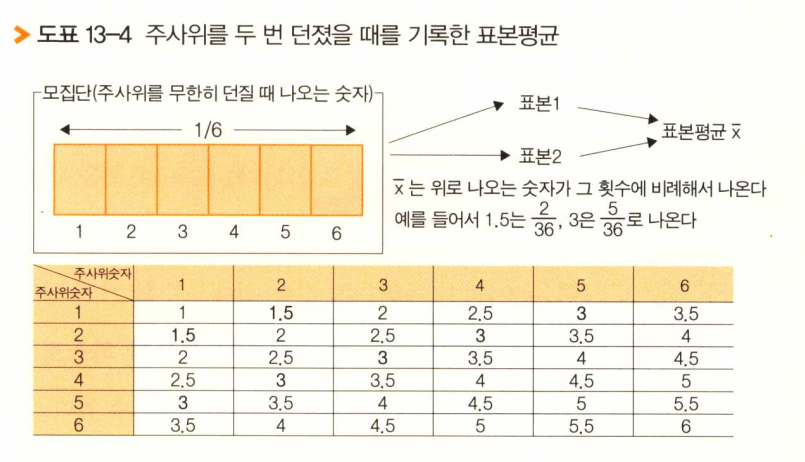 도표 13-4 주사위를 두 번 던졌을 때를 기록한 표본평균
모집단(주사위를 무한히 던질 때 나오는 숫자)
1/6
1 2 3 4 5 6
표본1
표본2
표본평균 x̅
x̅ 는 위로 나오는 숫자가 그 횟수에 비례해서 나온다
예를 들어서 1.5는 2/36, 3은 5/36로 나온다
주사위숫자 1 2 3 4 5 6
주사위숫자
1 1 1.5 2 2.5 3 3.5
2 1.5 2 2.5 3 3.5 4
3 2 2.5 3 3.5 4 4.5
4 2.5 3 3.5 4 4.5 5
5 3 3.5 4 4.5 5 5.5
6 3.5 4 4.5 5 5.5 6